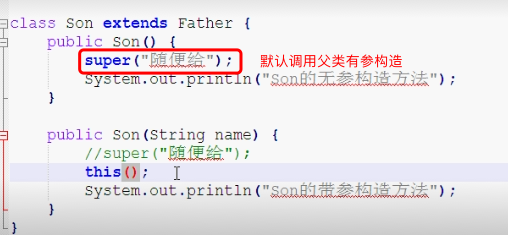 class Son extends Father {
public Son() {
super("随便给"); 默认调用父类有参构造
System.out.println("Son的无参构造方法");
}
public Son(String name) {
//super("随便给");
this();
System.out.println("Son的带参构造方法");
}
}